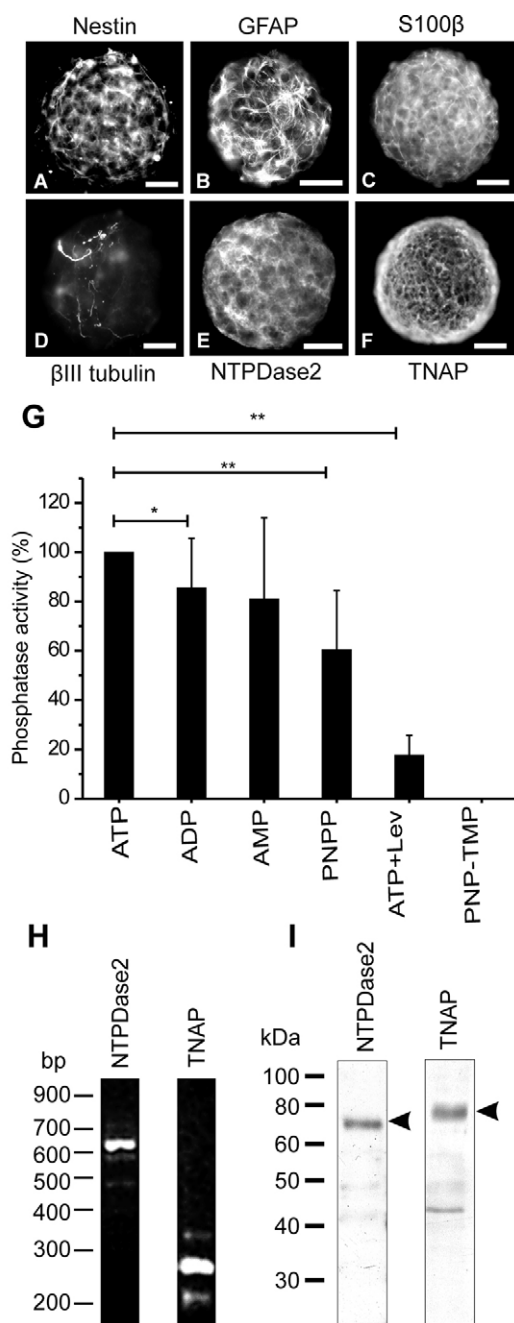 Nestin GFAP S100β
A B C
D E F
βIII tubulin NTPDase2 TNAP
G
**
**
*
Phosphatase activity (%)
120
100
80
60
40
20
0
ATP ADP AMP PNPP ATP+Lev PNP-TMP
H
bp
NTPDase2 TNAP
900
700
600
500
400
300
200
I
kDa
NTPDase2 TNAP
100
80
60
50
40
30